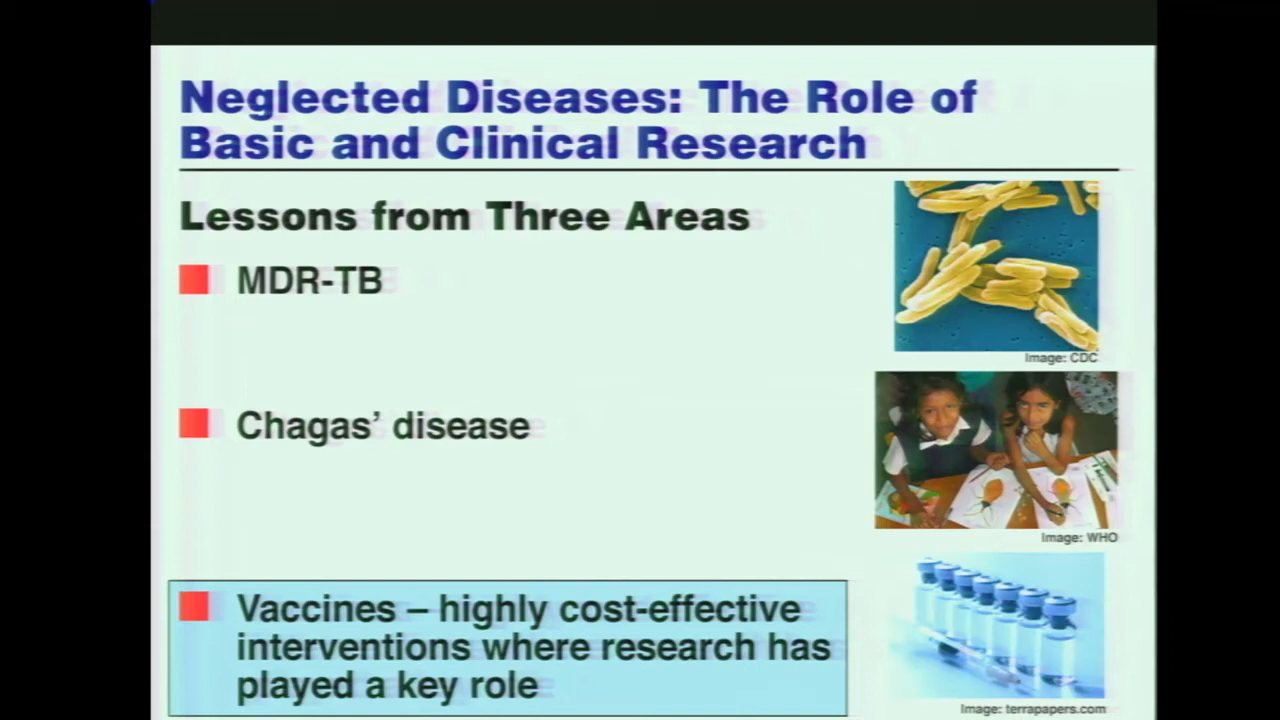 Neglected Diseases: The Role of
Basic and Clinical Research
Lessons from Three Areas
MDR-TB
Image: CDC
Chagas' disease
Image: WHO
Vaccines – highly cost-effective
interventions where research has
played a key role
Image: terrapapers.com